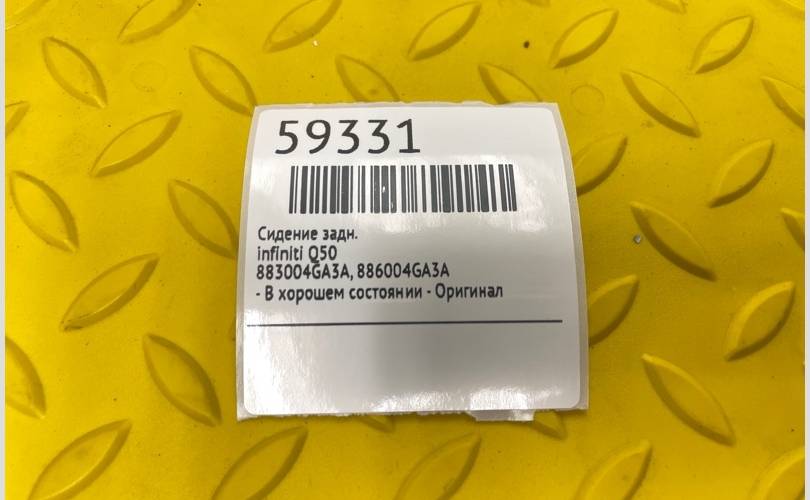 59331
Сидение задн.
infiniti Q50
883004GA3A, 886004GA3A
- В хорошем состоянии - Оригинал